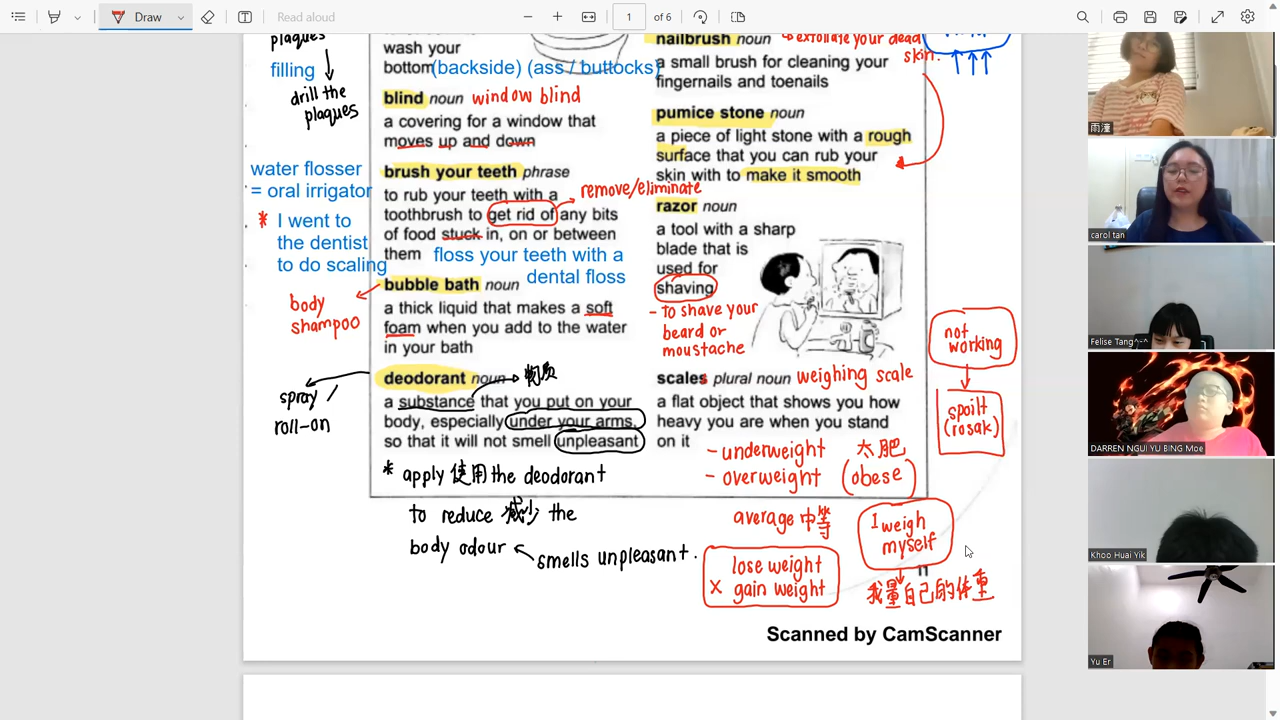 Draw
Read aloud
1
of 6
plaques
filling
drill the
plaques
water flosser
= oral irrigator
* I went to
the dentist
to do scaling
body
shampoo
spray /
roll-on
wash your
bottom (backside) (ass / buttocks)
blind noun window blind
a covering for a window that
moves up and down
brush your teeth phrase
to rub your teeth with a
remove/eliminate
toothbrush to get rid of any bits
of food stuck in, on or between
them floss your teeth with a
dental floss
bubble bath noun
a thick liquid that makes a soft
foam when you add to the water
in your bath
deodorant noun 物质
a substance that you put on your
body, especially under your arms,
so that it will not smell unpleasant
* apply 使用 the deodorant
to reduce 减少 the
body odour smells unpleasant.
nailbrush noun exfoliate your dead
skin.
a small brush for cleaning your
fingernails and toenails
pumice stone noun
a piece of light stone with a rough
surface that you can rub your
skin with to make it smooth
razor noun
a tool with a sharp
blade that is
used for
shaving
- to shave your
beard or
moustache
scales plural noun weighing scale
a flat object that shows you how
heavy you are when you stand
on it
- underweight 太肥
- overweight (obese)
average 中等
lose weight
x gain weight
I weigh
myself
11
我量自己的体重
not
working
spoilt
(rosak)
Scanned by CamScanner
雨潼
carol tan
Felise Tang^-^
DARREN NGUI YU BING Moe
Khoo Huai Yik
Yu Er